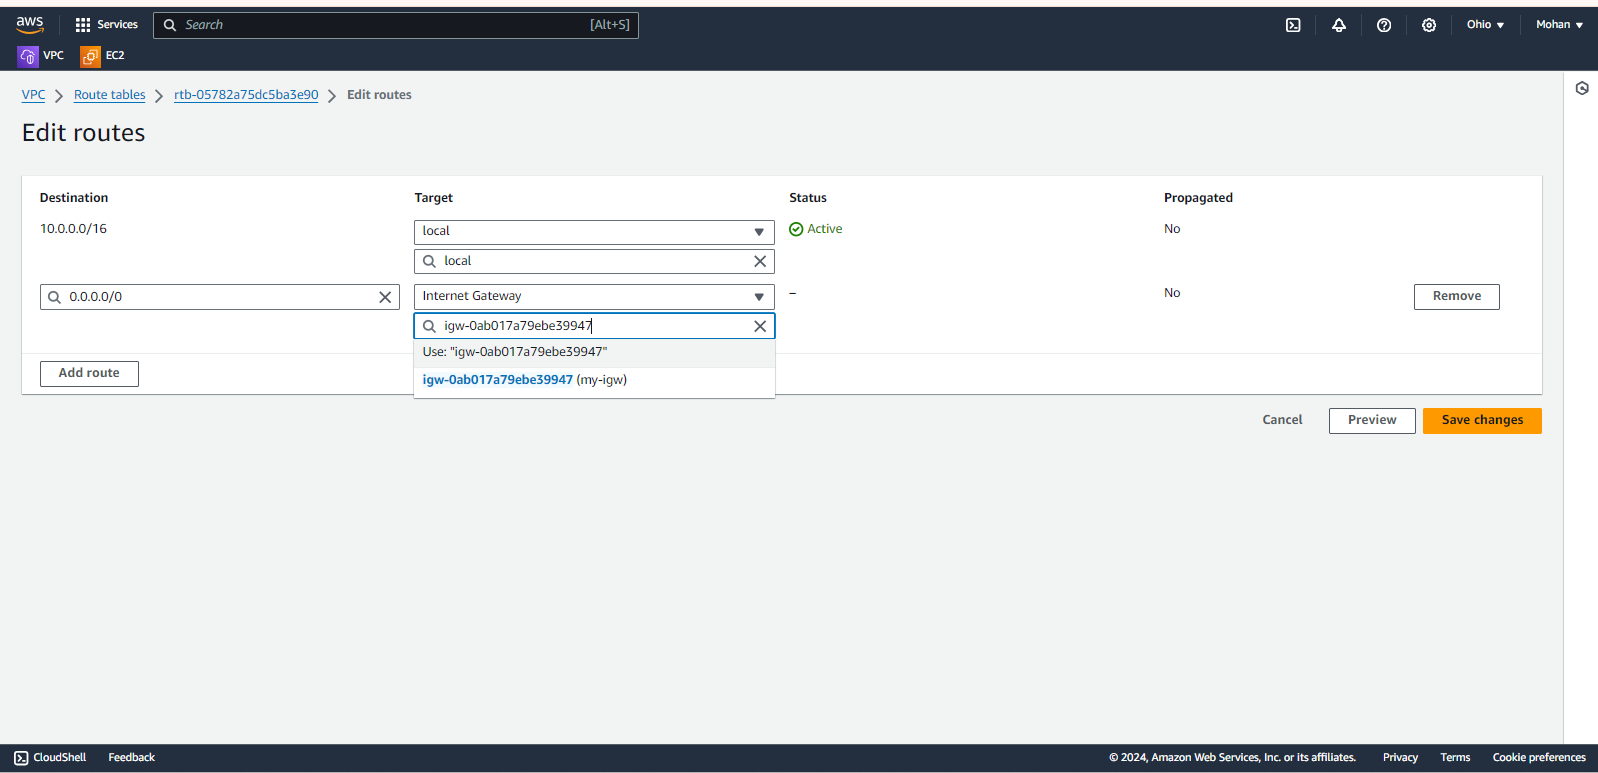 aws Services Search [Alt+S] Ohio Mohan
VPC EC2
VPC Route tables rtb-05782a75dc5ba3e90 Edit routes
Edit routes
Destination Target Status Propagated
10.0.0.0/16 local Active No
local
0.0.0.0/0 Internet Gateway – No Remove
igw-0ab017a79ebe39947
Use: "igw-0ab017a79ebe39947"
Add route
igw-0ab017a79ebe39947 (my-igw)
Cancel Preview Save changes
CloudShell Feedback © 2024, Amazon Web Services, Inc. or its affiliates. Privacy Terms Cookie preferences